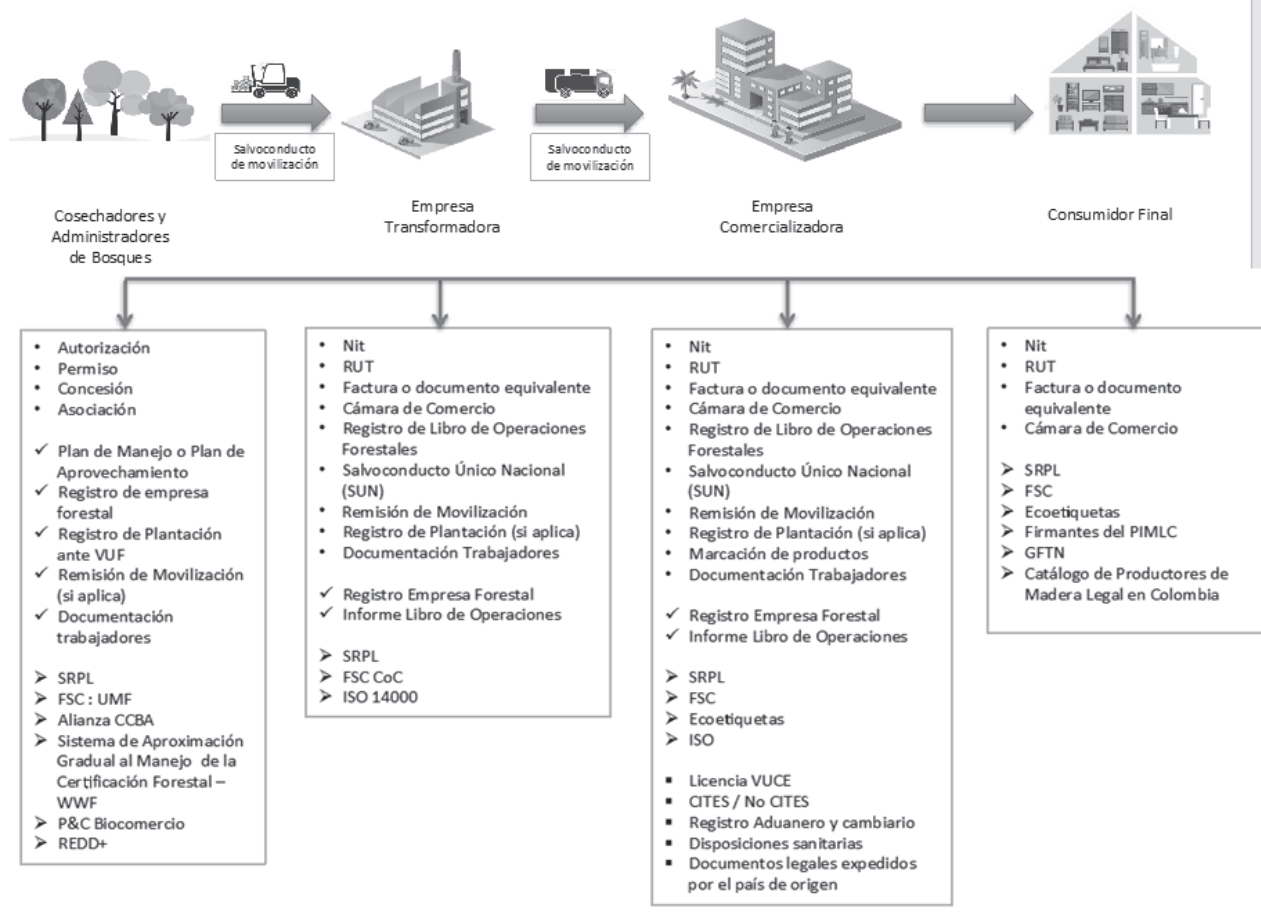 Salvoconducto
de movilización
Salvoconducto
de movilización
Cosechadores y
Administradores
de Bosques
Empresa
Transformadora
Empresa
Comercializadora
Consumidor Final
• Autorización
• Permiso
• Concesión
• Asociación
✓ Plan de Manejo o Plan de
Aprovechamiento
✓ Registro de empresa
forestal
✓ Registro de Plantación
ante VUF
✓ Remisión de Movilización
(si aplica)
✓ Documentación
trabajadores
➢ SRPL
➢ FSC : UMF
➢ Alianza CCBA
➢ Sistema de Aproximación
Gradual al Manejo de la
Certificación Forestal –
WWF
➢ P&C Biocomercio
➢ REDD+
• Nit
• RUT
• Factura o documento equivalente
• Cámara de Comercio
• Registro de Libro de Operaciones
Forestales
• Salvoconducto Único Nacional
(SUN)
• Remisión de Movilización
• Registro de Plantación (si aplica)
• Documentación Trabajadores
✓ Registro Empresa Forestal
✓ Informe Libro de Operaciones
➢ SRPL
➢ FSC CoC
➢ ISO 14000
• Nit
• RUT
• Factura o documento equivalente
• Cámara de Comercio
• Registro de Libro de Operaciones
Forestales
• Salvoconducto Único Nacional
(SUN)
• Remisión de Movilización
• Registro de Plantación (si aplica)
• Marcación de productos
• Documentación Trabajadores
✓ Registro Empresa Forestal
✓ Informe Libro de Operaciones
➢ SRPL
➢ FSC
➢ Ecoetiquetas
➢ ISO
▪ Licencia VUCE
▪ CITES / No CITES
▪ Registro Aduanero y cambiario
▪ Disposiciones sanitarias
▪ Documentos legales expedidos
por el país de origen
• Nit
• RUT
• Factura o documento
equivalente
• Cámara de Comercio
➢ SRPL
➢ FSC
➢ Ecoetiquetas
➢ Firmantes del PIMLC
➢ GFTN
➢ Catálogo de Productores de
Madera Legal en Colombia